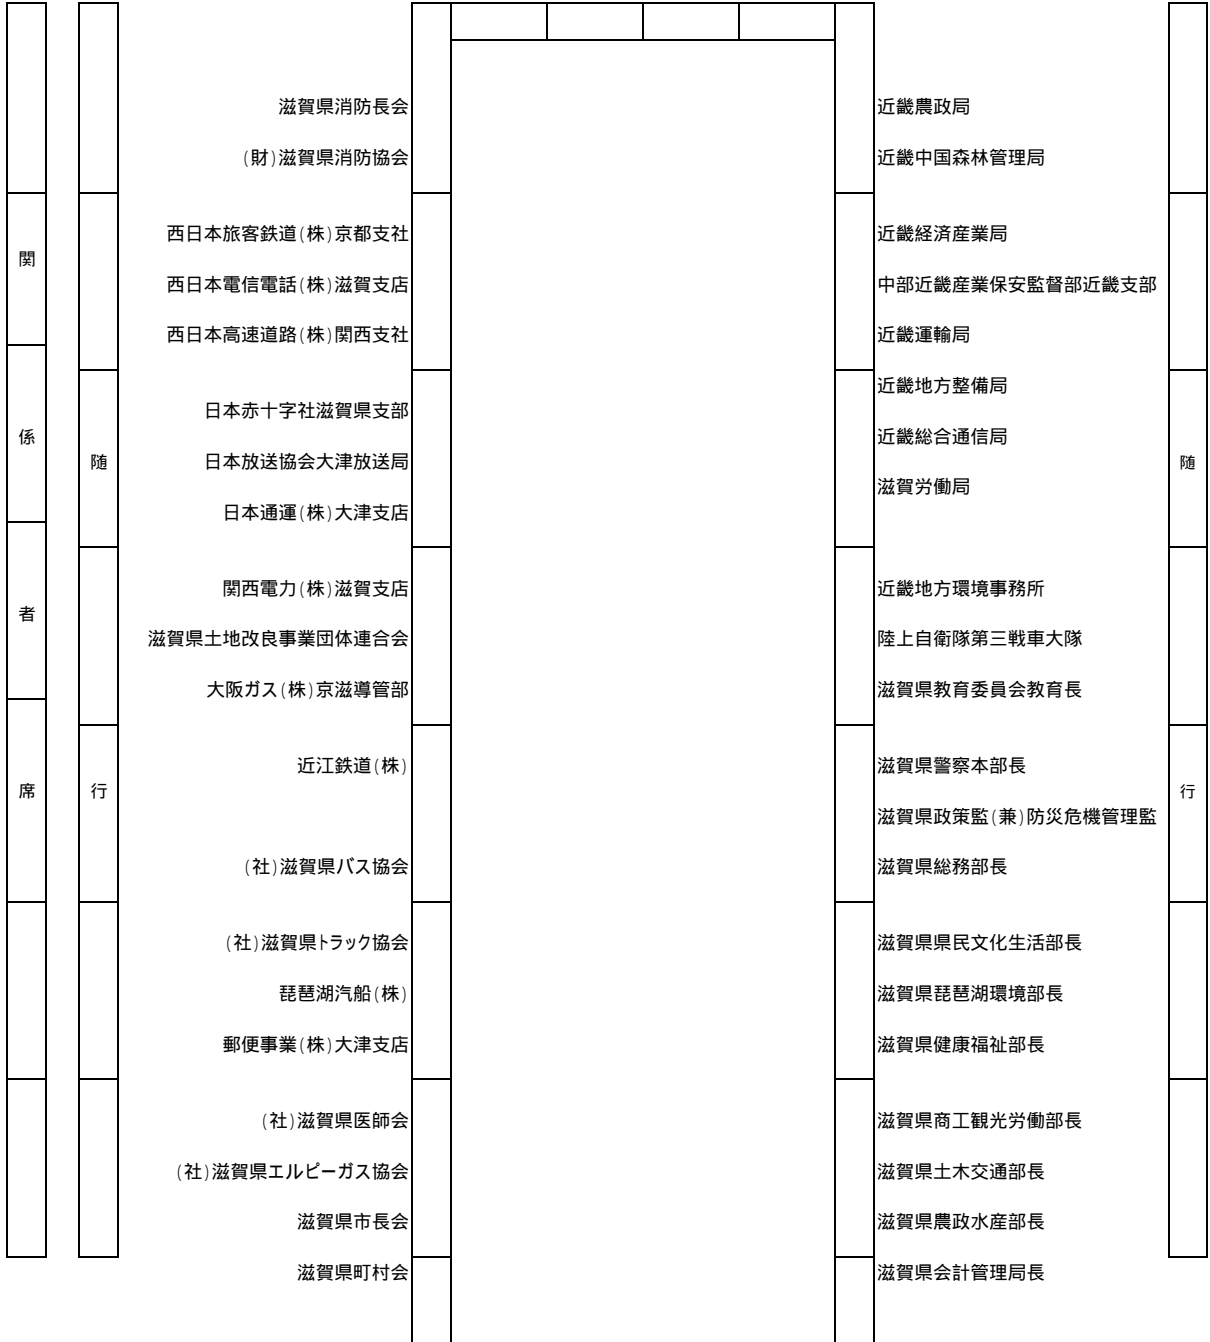 滋賀県消防長会
(財)滋賀県消防協会
西日本旅客鉄道(株)京都支社
西日本電信電話(株)滋賀支店
西日本高速道路(株)関西支社
日本赤十字社滋賀県支部
日本放送協会大津放送局
日本通運(株)大津支店
関西電力(株)滋賀支店
滋賀県土地改良事業団体連合会
大阪ガス(株)京滋導管部
近江鉄道(株)
(社)滋賀県バス協会
(社)滋賀県トラック協会
琵琶湖汽船(株)
郵便事業(株)大津支店
(社)滋賀県医師会
(社)滋賀県エルピーガス協会
滋賀県市長会
滋賀県町村会
近畿農政局
近畿中国森林管理局
近畿経済産業局
中部近畿産業保安監督部近畿支部
近畿運輸局
近畿地方整備局
近畿総合通信局
滋賀労働局
近畿地方環境事務所
陸上自衛隊第三戦車大隊
滋賀県教育委員会教育長
滋賀県警察本部長
滋賀県政策監(兼)防災危機管理監
滋賀県総務部長
滋賀県県民文化生活部長
滋賀県琵琶湖環境部長
滋賀県健康福祉部長
滋賀県商工観光労働部長
滋賀県土木交通部長
滋賀県農政水産部長
滋賀県会計管理局長
関係者席
随行
随行